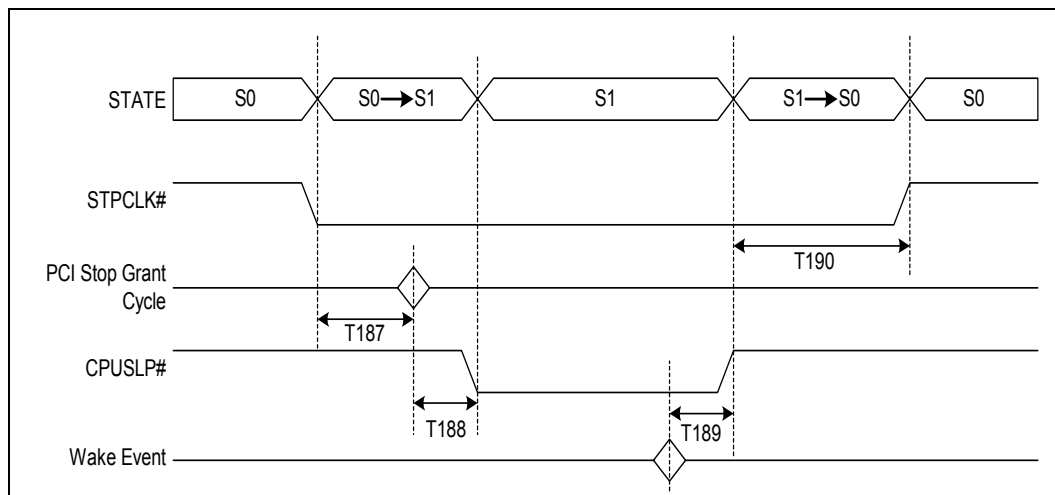 STATE S0 S0→S1 S1 S1→S0 S0
STPCLK#
T190
PCI Stop Grant
Cycle
T187
CPUSLP#
T188
T189
Wake Event